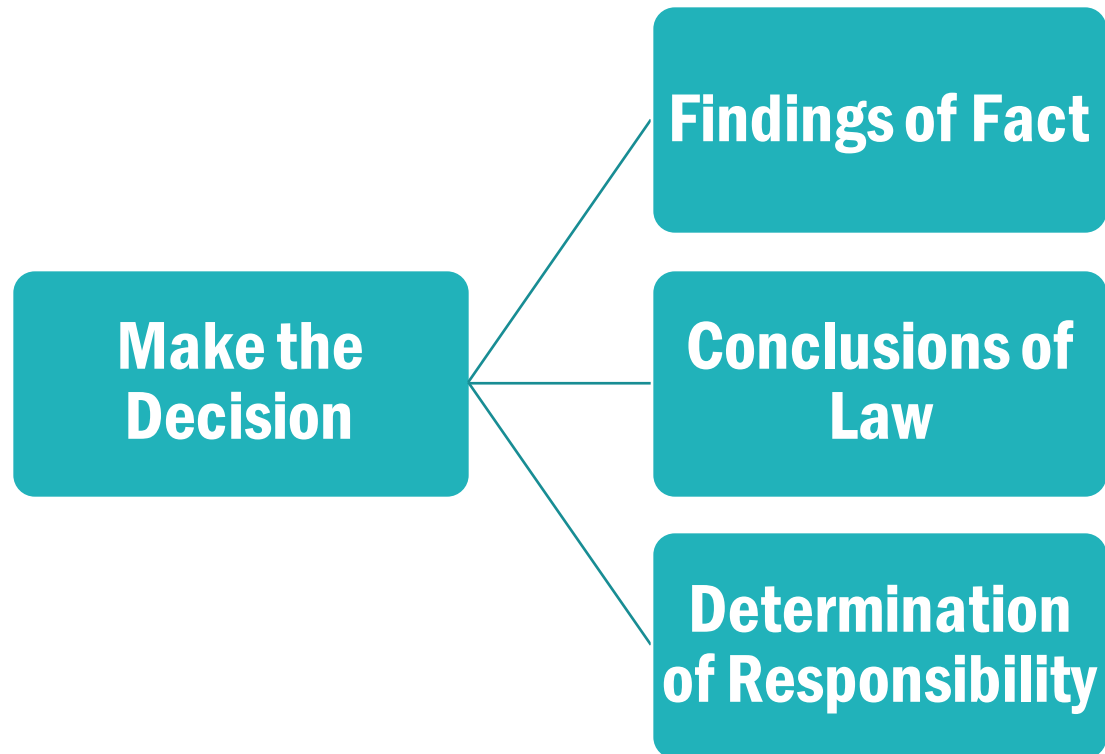 Findings of Fact
Make the
Decision
Conclusions of
Law
Determination
of Responsibility